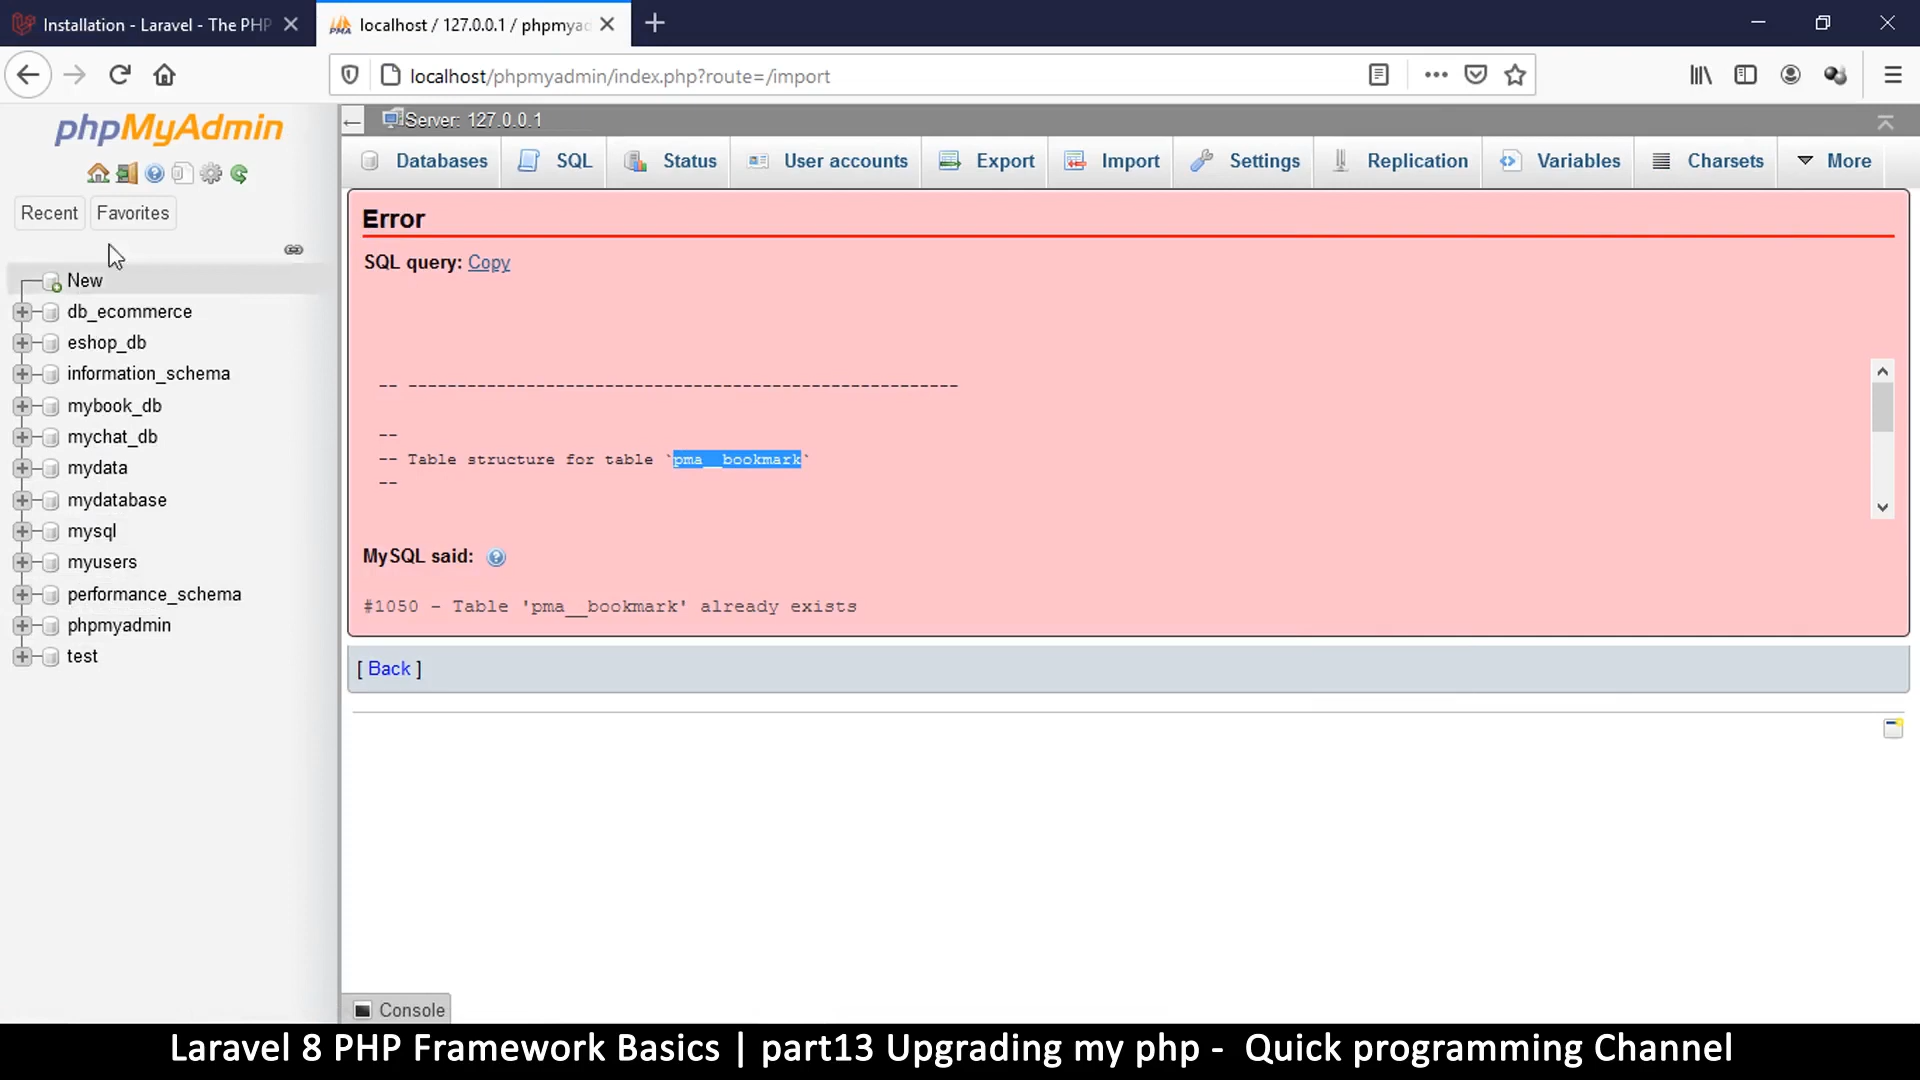 Installation - Laravel - The PHP
localhost / 127.0.0.1 / phpmyad
localhost/phpmyadmin/index.php?route=/import
phpMyAdmin
Recent
Favorites
New
db_ecommerce
eshop_db
information_schema
mybook_db
mychat_db
mydata
mydatabase
mysql
myusers
performance_schema
phpmyadmin
test
Server: 127.0.0.1
Databases
SQL
Status
User accounts
Export
Import
Settings
Replication
Variables
Charsets
More
Error
SQL query: Copy
-- --------------------------------------------------------
--
-- Table structure for table `pma__bookmark`
--
MySQL said:
#1050 - Table 'pma__bookmark' already exists
[ Back ]
Console
Laravel 8 PHP Framework Basics | part13 Upgrading my php - Quick programming Channel